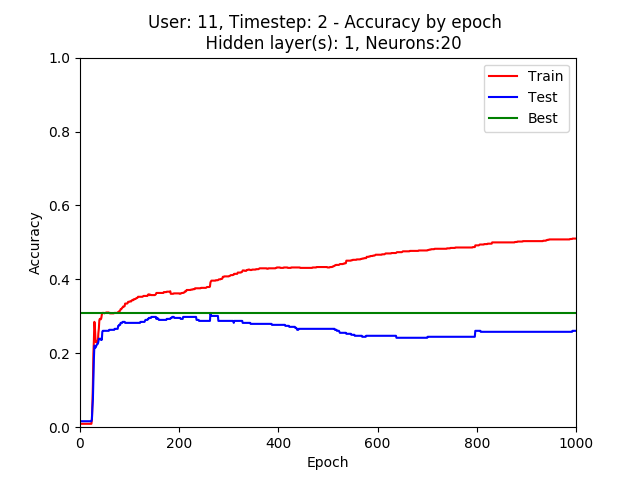 User: 11, Timestep: 2 - Accuracy by epoch
Hidden layer(s): 1, Neurons:20
Train
Test
Best
Accuracy
1.0
0.8
0.6
0.4
0.2
0.0
0 200 400 600 800 1000
Epoch